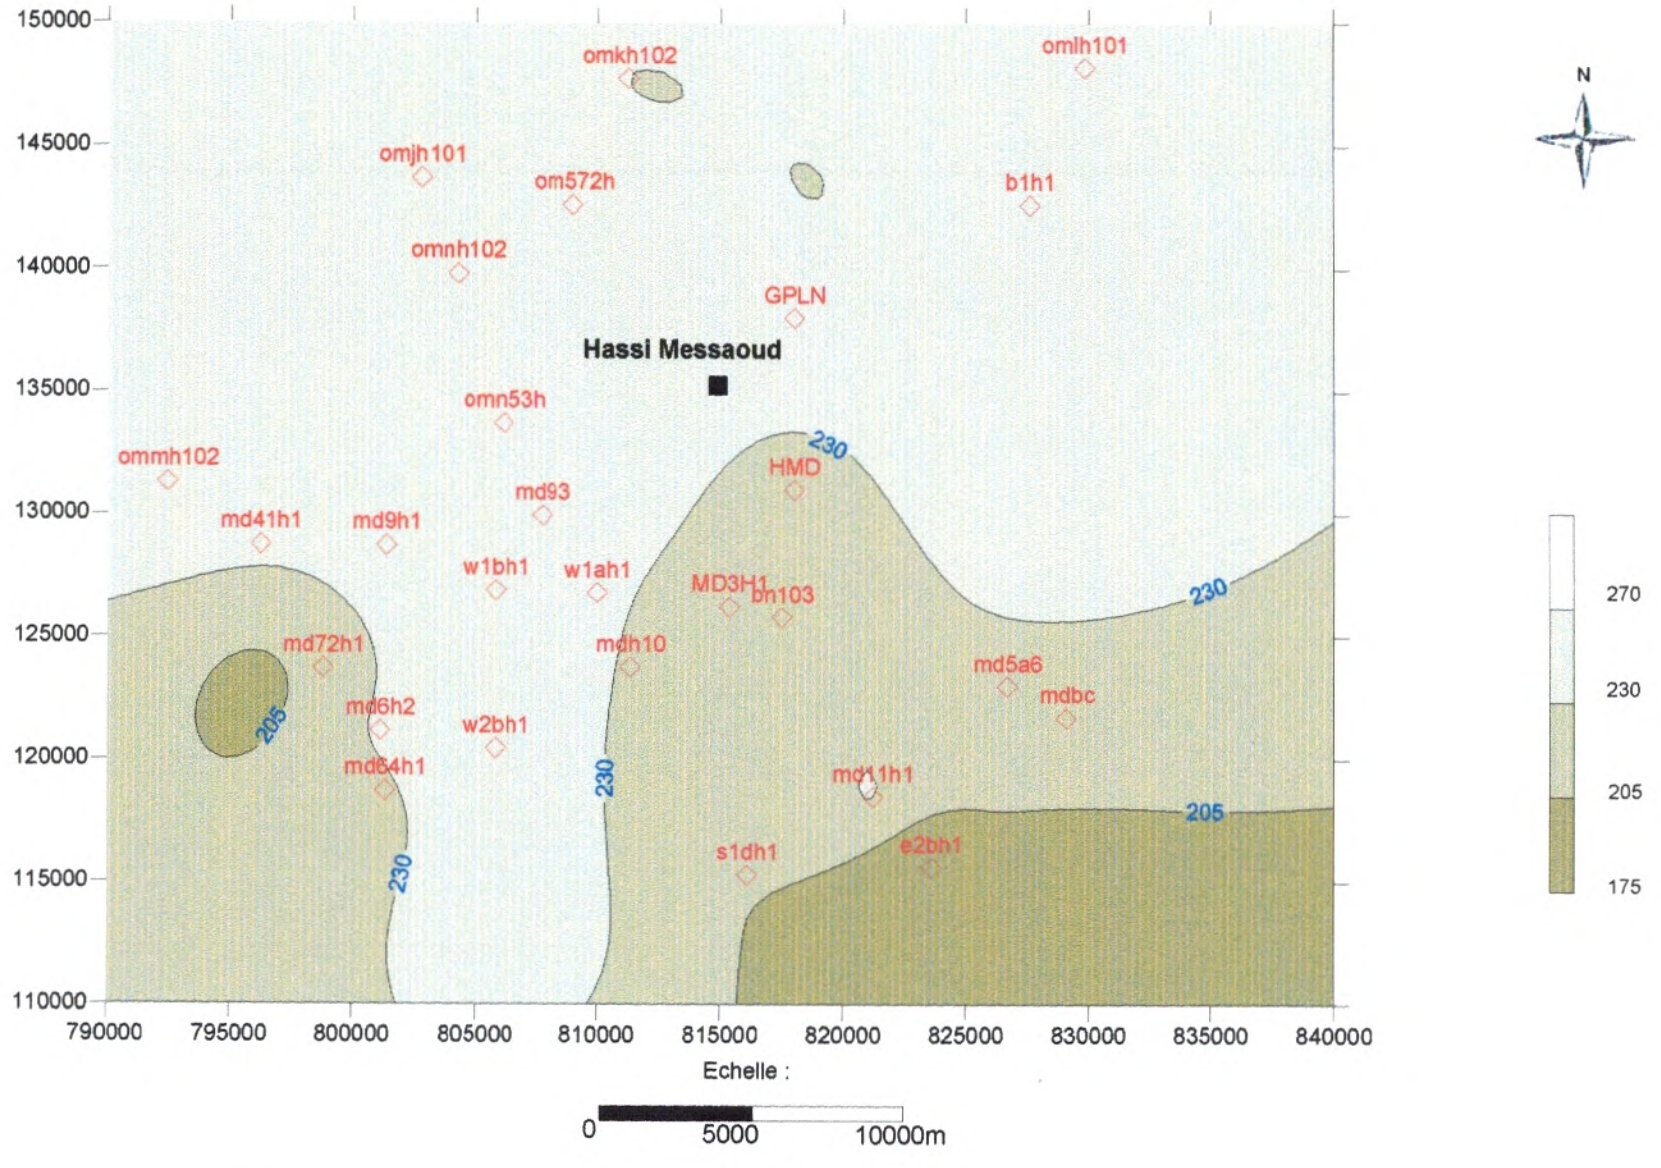 150000
omkh102
omlh101
N
145000
omjh101
om572h
b1h1
omnh102
140000
GPLN
Hassi Messaoud
135000
omn53h
230
ommh102
HMD
md93
130000
md41h1
md9h1
w1bh1
w1ah1
MD3H1
bn103
230
270
125000
md72h1
mdh10
md5a6
mdbc
230
md6h2
205
w2bh1
120000
md64h1
230
md11h1
205
205
e2bh1
s1dh1
230
115000
175
110000
790000 795000 800000 805000 810000 815000 820000 825000 830000 835000 840000
Echelle :
0 5000 10000m